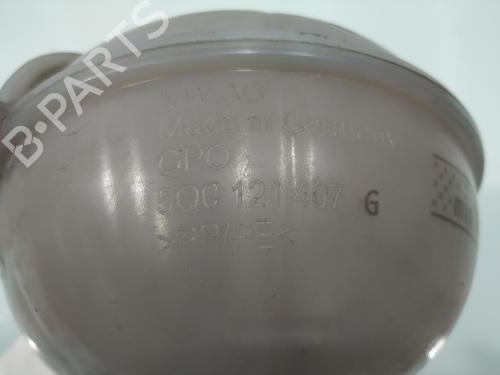 VW AG
Made in Germany
GPO
5Q0 121 407 G
>PP/PE<
B-PARTS